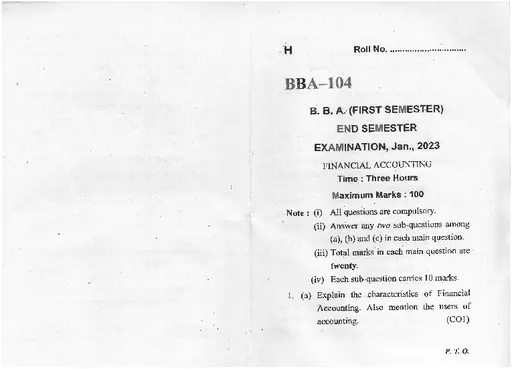 H Roll No. ..............................
BBA–104
B. B. A. (FIRST SEMESTER)
END SEMESTER
EXAMINATION, Jan., 2023
FINANCIAL ACCOUNTING
Time : Three Hours
Maximum Marks : 100
Note : (i) All questions are compulsory.
(ii) Answer any two sub-questions among
(a), (b) and (c) in each main question.
(iii) Total marks in each main question are
twenty.
(iv) Each sub-question carries 10 marks.
1. (a) Explain the characteristics of Financial
Accounting. Also mention the users of
accounting. (CO1)
P. T. O.